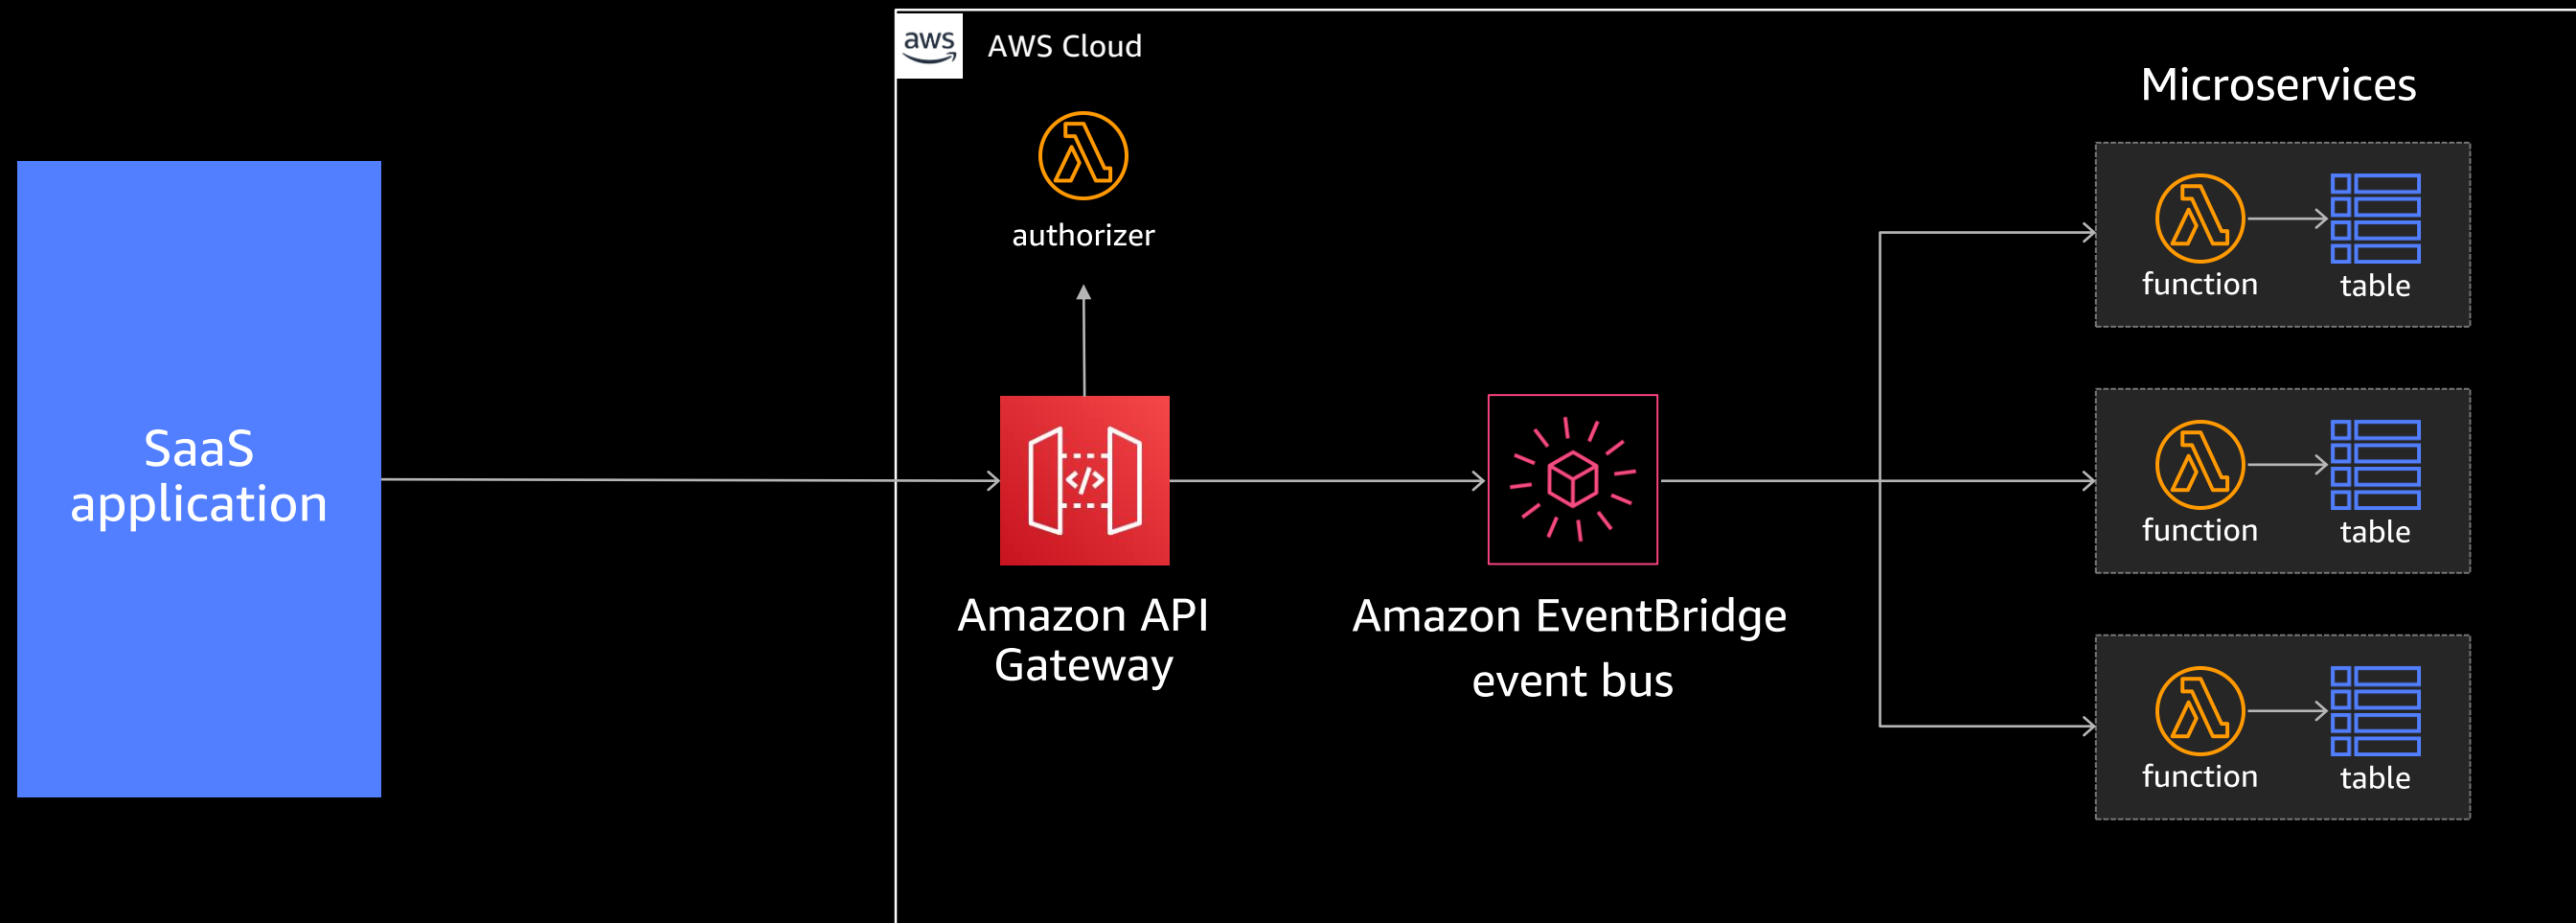 aws
AWS Cloud
Microservices
authorizer
function
table
SaaS
application
</>
function
table
Amazon API
Gateway
Amazon EventBridge
event bus
function
table